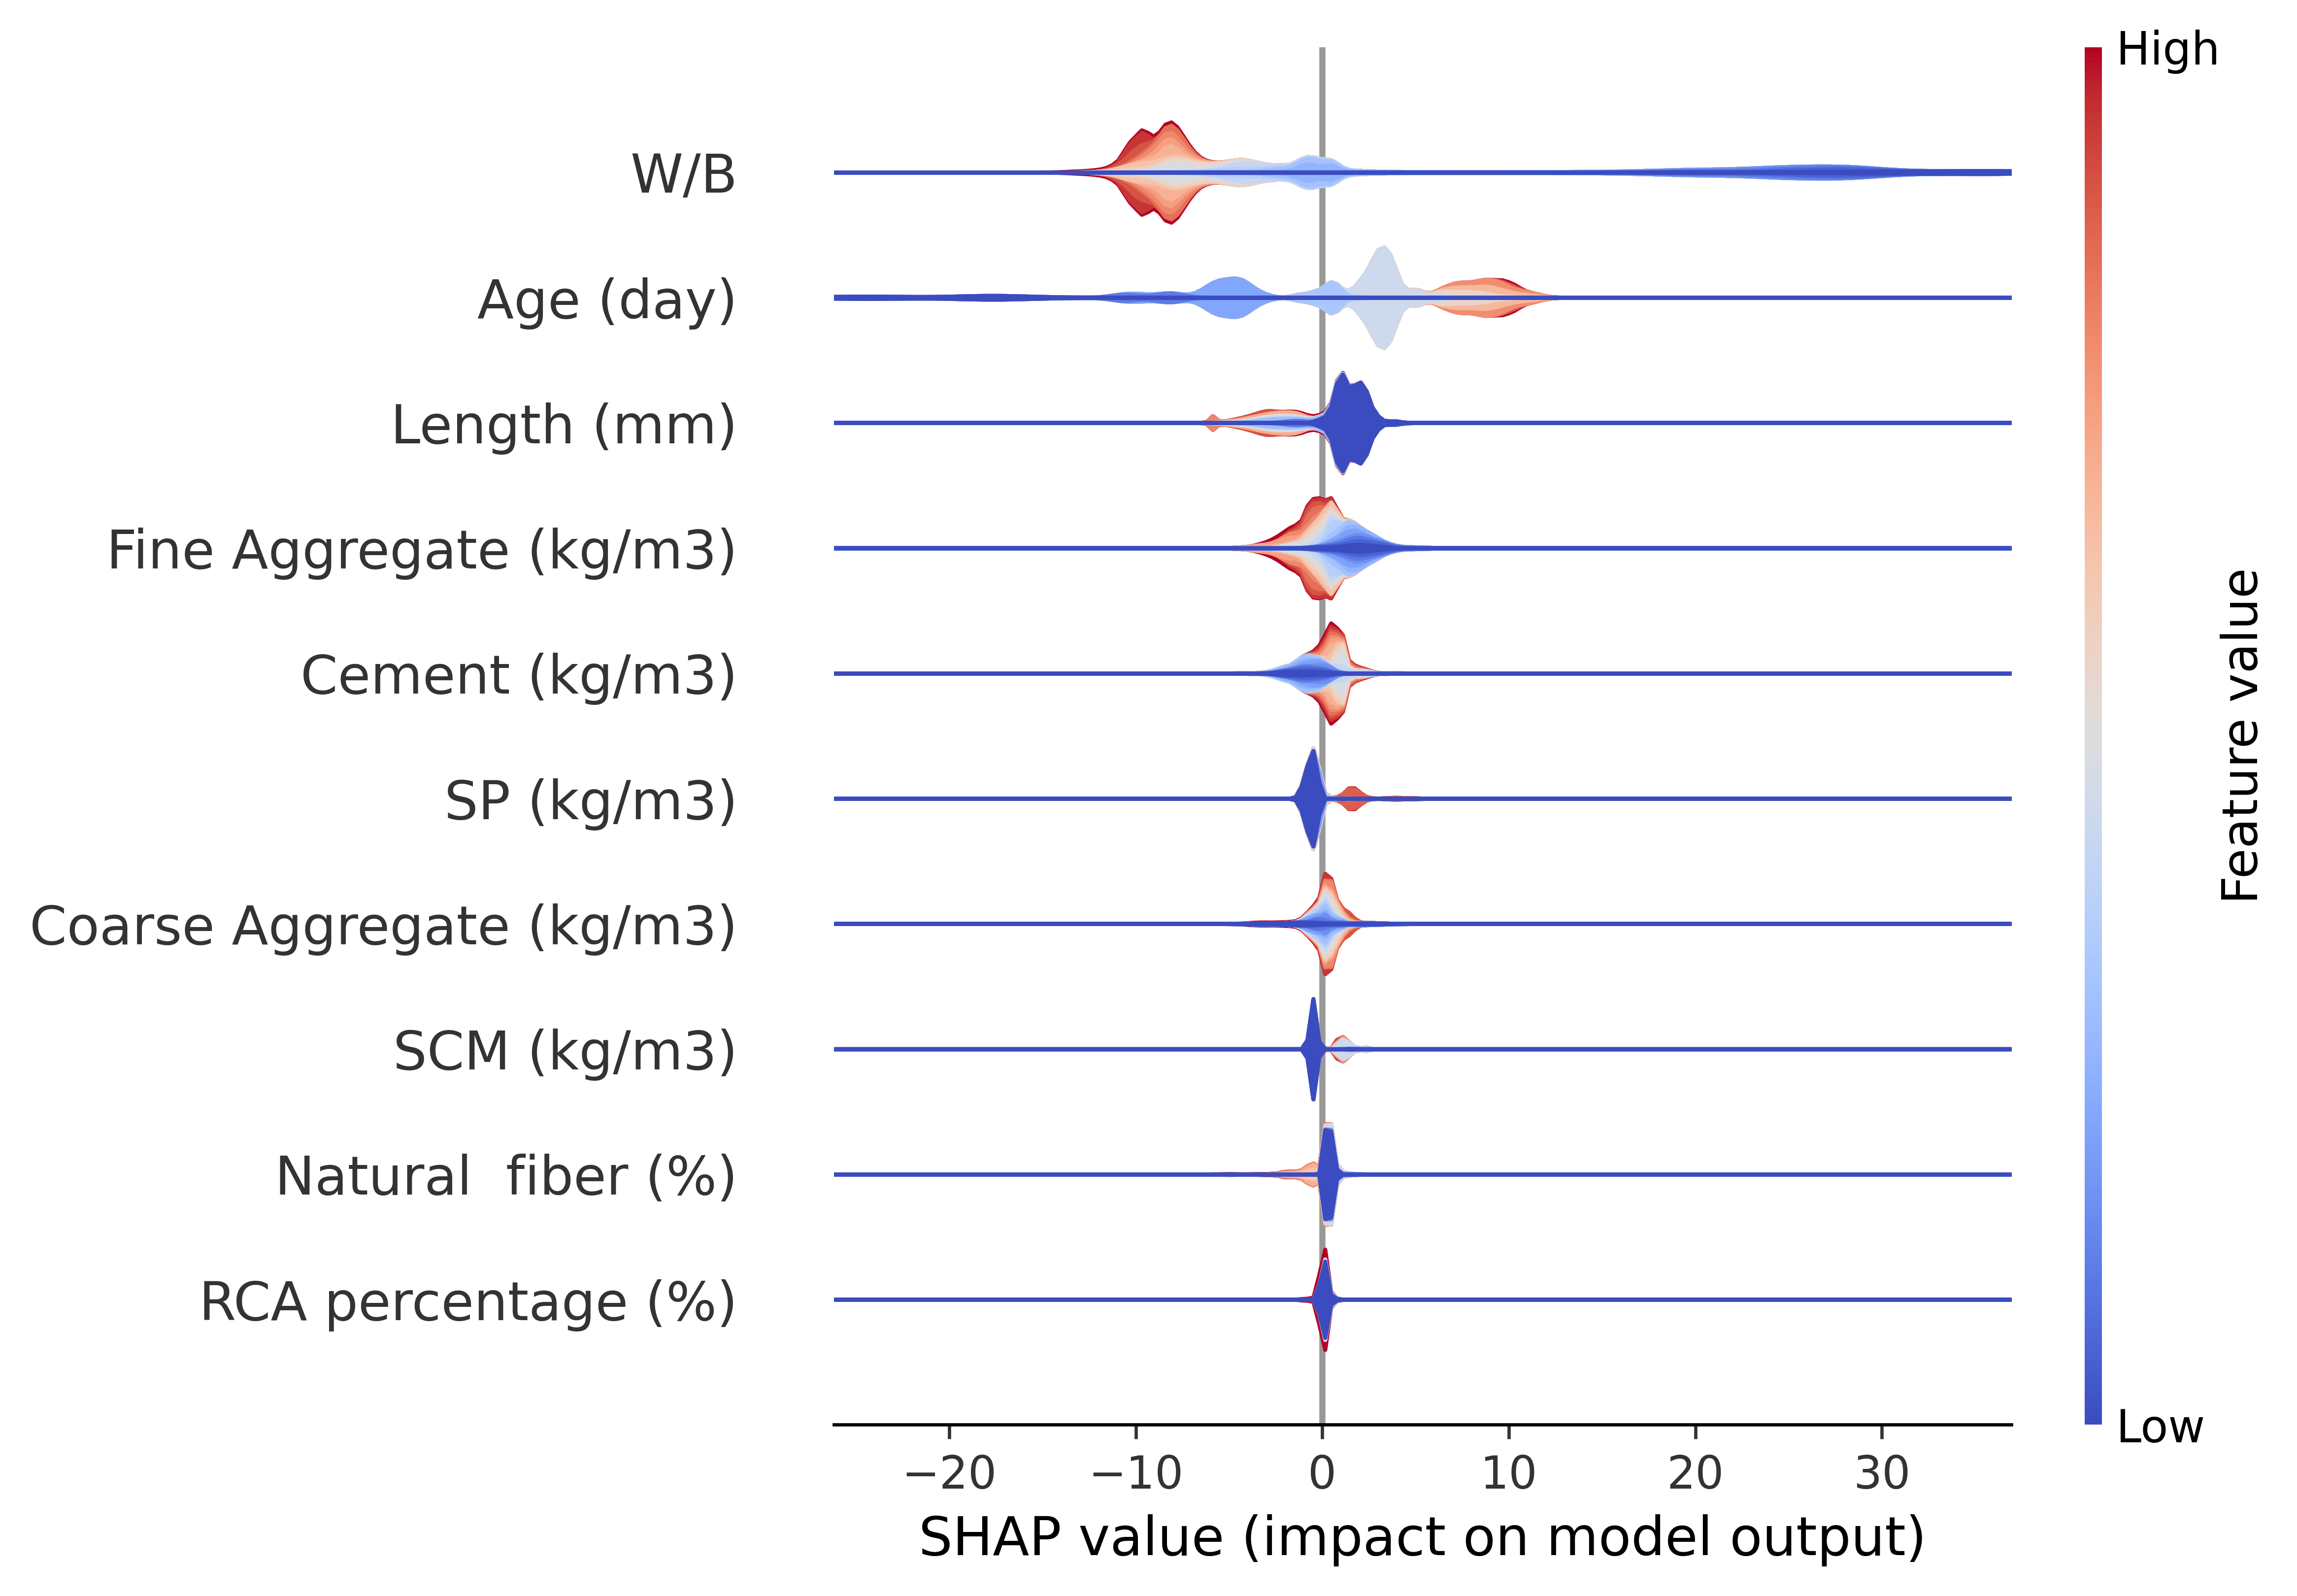 High
W/B
Age (day)
Length (mm)
Fine Aggregate (kg/m3)
Cement (kg/m3)
SP (kg/m3)
Coarse Aggregate (kg/m3)
SCM (kg/m3)
Natural  fiber (%)
RCA percentage (%)
Feature value
Low
−20 −10 0 10 20 30
SHAP value (impact on model output)